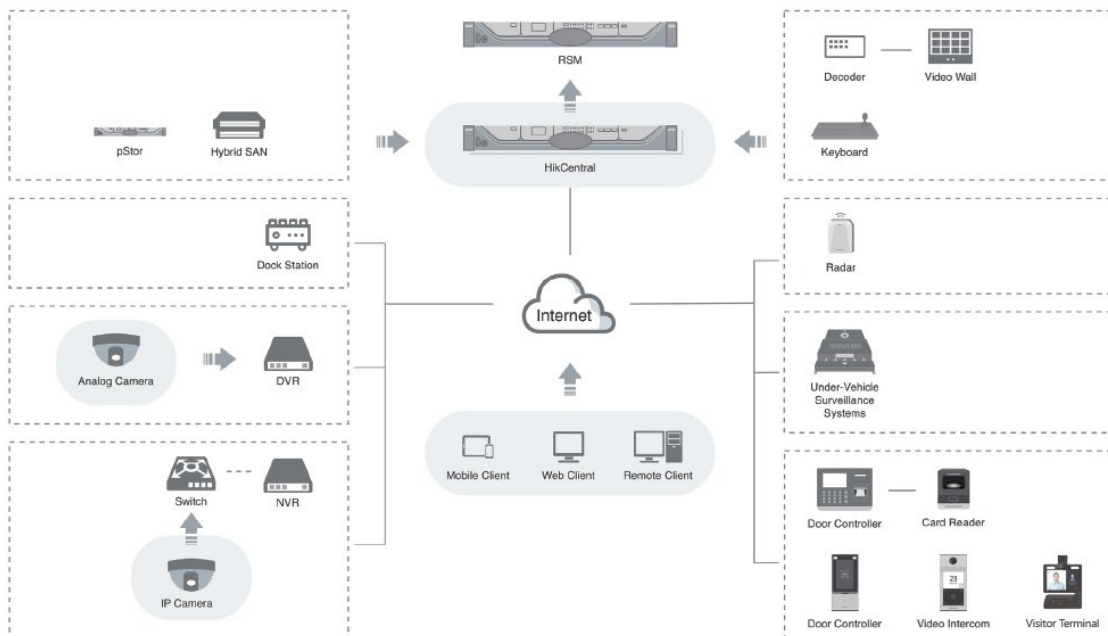 RSM
Decoder
Video Wall
pStor
Hybrid SAN
HikCentral
Keyboard
Dock Station
Radar
Internet
Analog Camera
DVR
Under-Vehicle
Surveillance
Systems
Mobile Client
Web Client
Remote Client
Switch
NVR
Door Controller
Card Reader
IP Camera
23
Door Controller
Video Intercom
Visitor Terminal